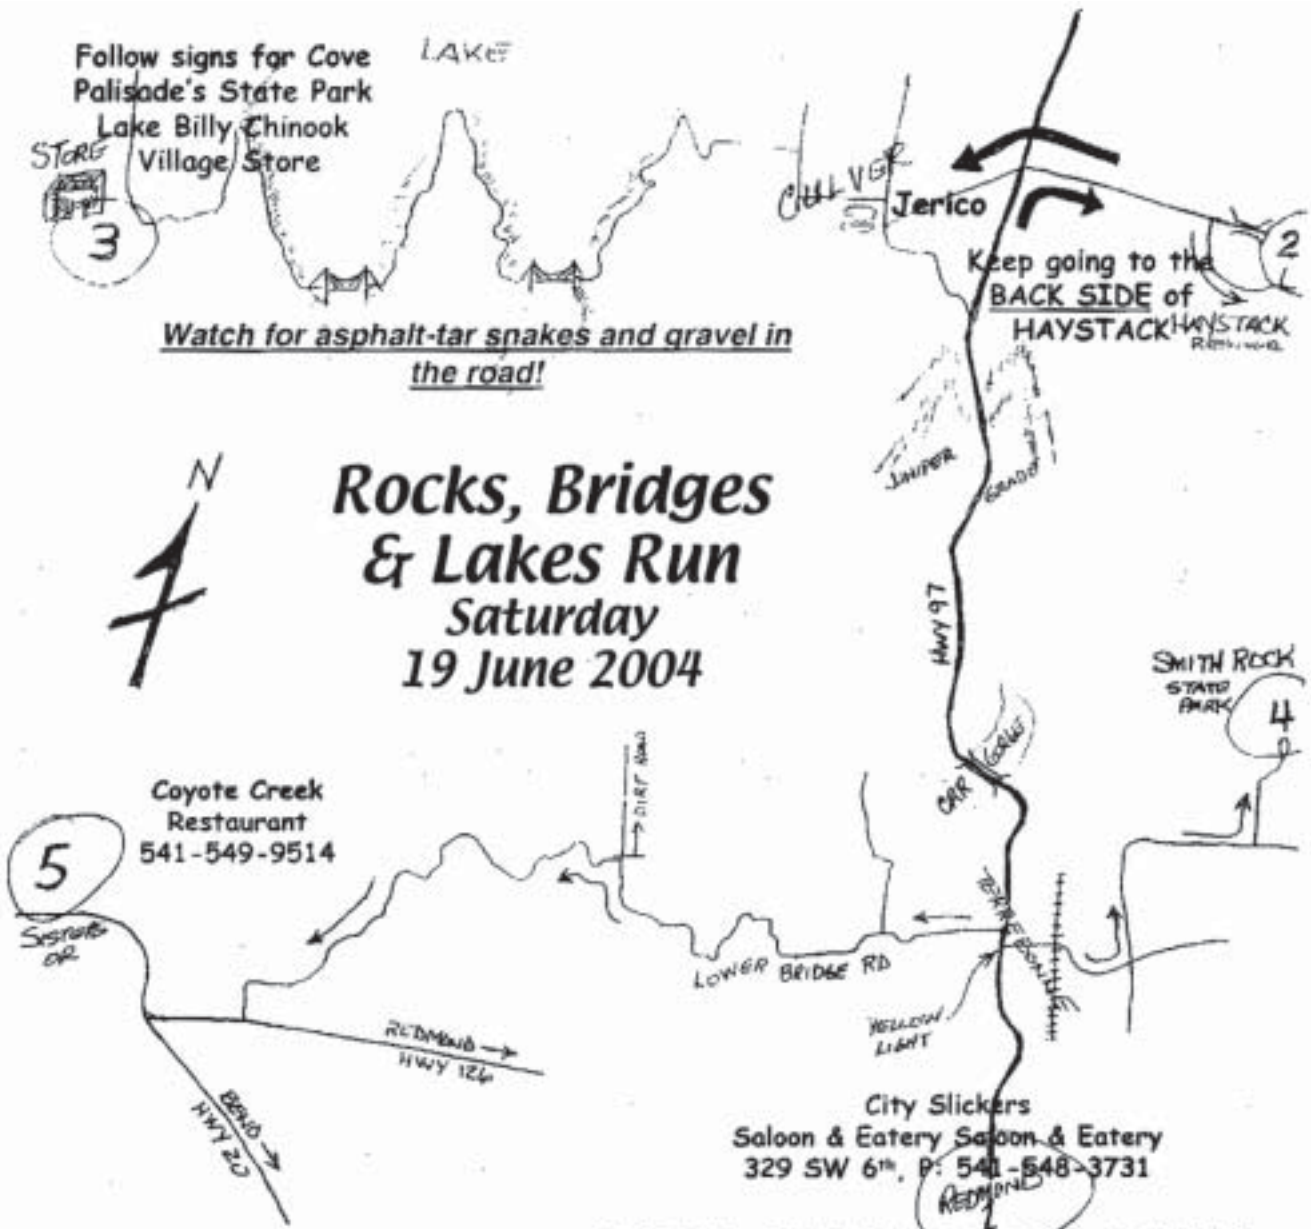 Follow signs for Cove
Palisade's State Park
Lake Billy Chinook
Village Store
LAKE
STORE
3
CULVER
Jerico
2
Keep going to the
BACK SIDE of
HAYSTACK
HAYSTACK
Watch for asphalt-tar snakes and gravel in
the road!
JUNIPER
GRADE
N
Rocks, Bridges
& Lakes Run
Saturday
19 June 2004
HWY 97
SMITH ROCK
STATE
PARK
4
GORGE
DIRT ROAD
Coyote Creek
Restaurant
541-549-9514
5
SISTERS
OR
TERREBONNE
LOWER BRIDGE RD
YELLOW
LIGHT
REDMOND
HWY 126
BEND
HWY 20
City Slickers
Saloon & Eatery Saloon & Eatery
329 SW 6th, P: 541-548-3731
REDMOND